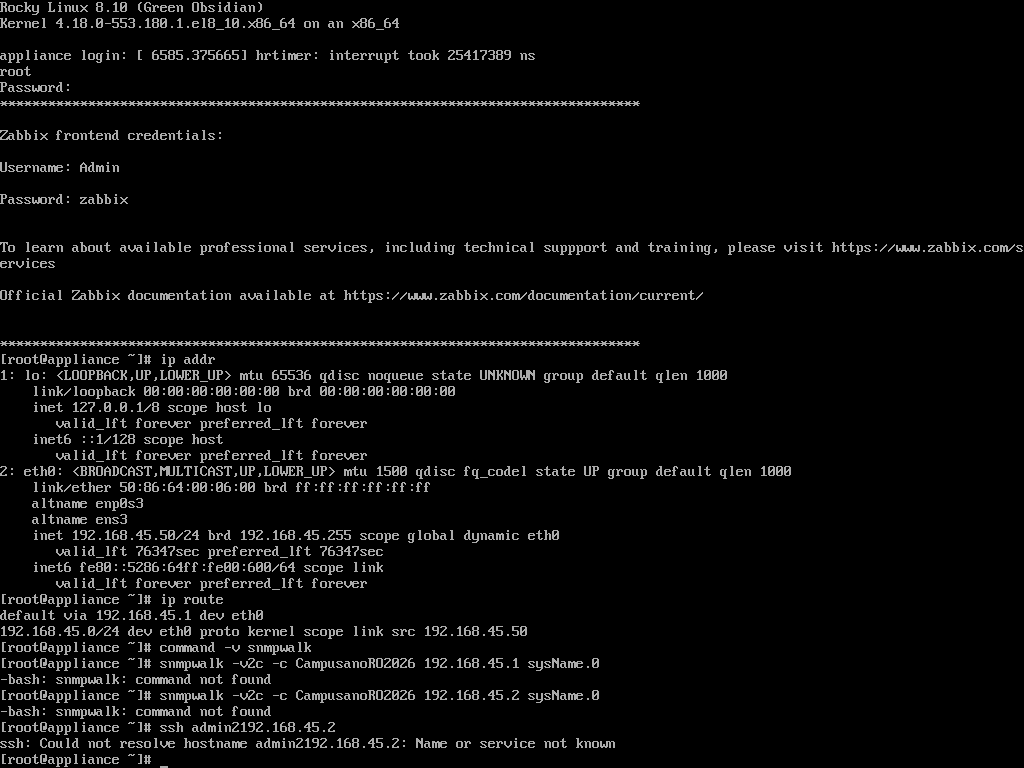 Rocky Linux 8.10 (Green Obsidian)
Kernel 4.18.0-553.180.1.el8_10.x86_64 on an x86_64
appliance login: [ 6585.375665] hrtimer: interrupt took 25417389 ns
root
Password:
********************************************************************************
Zabbix frontend credentials:
Username: Admin
Password: zabbix
To learn about available professional services, including technical suppport and training, please visit https://www.zabbix.com/s
ervices
Official Zabbix documentation available at https://www.zabbix.com/documentation/current/
********************************************************************************
[root@appliance ~]# ip addr
1: lo: <LOOPBACK,UP,LOWER_UP> mtu 65536 qdisc noqueue state UNKNOWN group default qlen 1000
    link/loopback 00:00:00:00:00:00 brd 00:00:00:00:00:00
    inet 127.0.0.1/8 scope host lo
       valid_lft forever preferred_lft forever
    inet6 ::1/128 scope host
       valid_lft forever preferred_lft forever
2: eth0: <BROADCAST,MULTICAST,UP,LOWER_UP> mtu 1500 qdisc fq_codel state UP group default qlen 1000
    link/ether 50:86:64:00:06:00 brd ff:ff:ff:ff:ff:ff
    altname enp0s3
    altname ens3
    inet 192.168.45.50/24 brd 192.168.45.255 scope global dynamic eth0
       valid_lft 76347sec preferred_lft 76347sec
    inet6 fe80::5286:64ff:fe00:600/64 scope link
       valid_lft forever preferred_lft forever
[root@appliance ~]# ip route
default via 192.168.45.1 dev eth0
192.168.45.0/24 dev eth0 proto kernel scope link src 192.168.45.50
[root@appliance ~]# command -v snmpwalk
[root@appliance ~]# snmpwalk -v2c -c CampusanoRO2026 192.168.45.1 sysName.0
-bash: snmpwalk: command not found
[root@appliance ~]# snmpwalk -v2c -c CampusanoRO2026 192.168.45.2 sysName.0
-bash: snmpwalk: command not found
[root@appliance ~]# ssh admin2192.168.45.2
ssh: Could not resolve hostname admin2192.168.45.2: Name or service not known
[root@appliance ~]# _